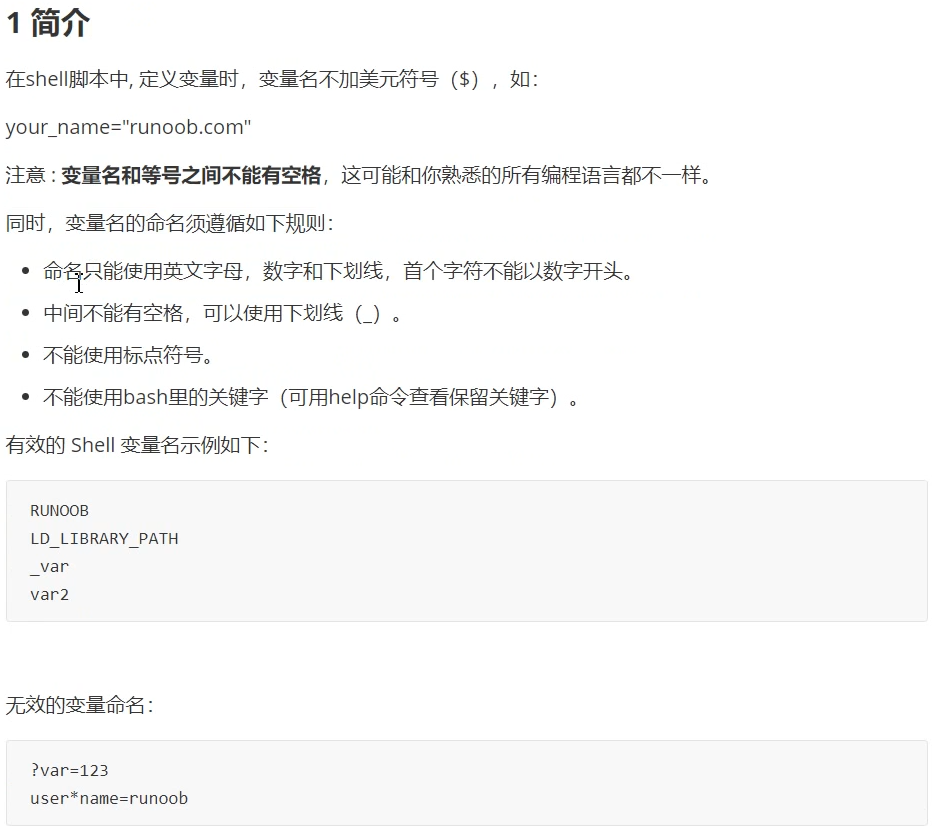 1 简介
在shell脚本中, 定义变量时，变量名不加美元符号（$），如：
your_name="runoob.com"
注意 : 变量名和等号之间不能有空格，这可能和你熟悉的所有编程语言都不一样。
同时，变量名的命名须遵循如下规则：
• 命名只能使用英文字母，数字和下划线，首个字符不能以数字开头。
• 中间不能有空格，可以使用下划线（_）。
• 不能使用标点符号。
• 不能使用bash里的关键字（可用help命令查看保留关键字）。
有效的 Shell 变量名示例如下：
RUNOOB
LD_LIBRARY_PATH
_var
var2
无效的变量命名：
?var=123
user*name=runoob